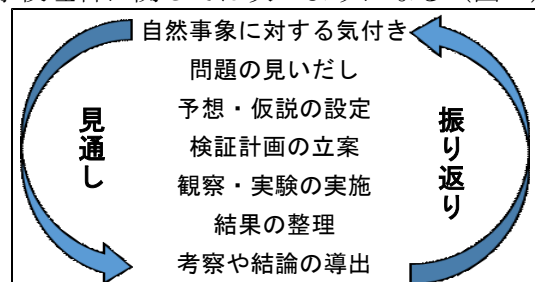 自然事象に対する気付き
問題の見いだし
予想・仮説の設定
検証計画の立案
観察・実験の実施
結果の整理
考察や結論の導出
見通し
振り返り